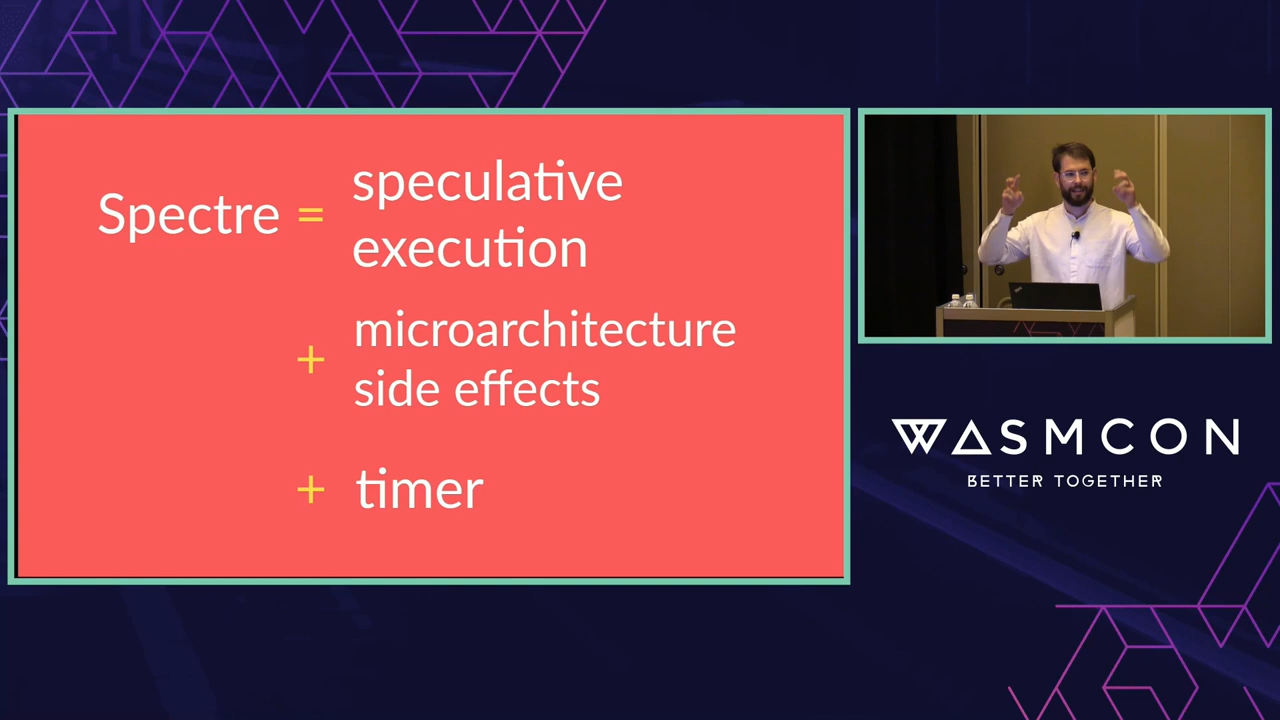 Spectre = speculative
execution
+ microarchitecture
side effects
+ timer
WASMCON
BETTER TOGETHER